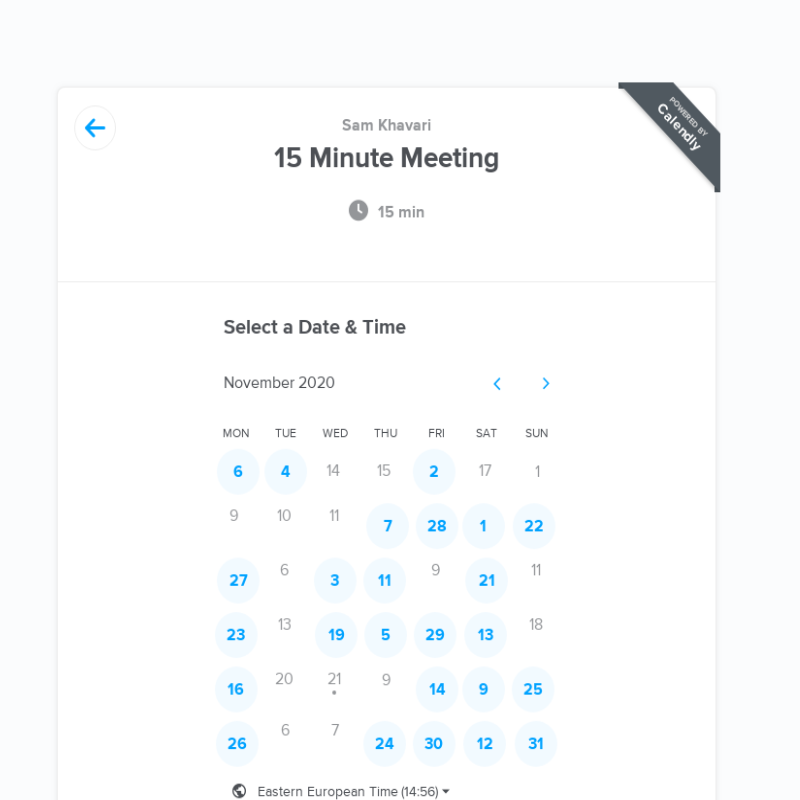 POWERED BY
Calendly
Sam Khavari
15 Minute Meeting
15 min
Select a Date & Time
November 2020
MON TUE WED THU FRI SAT SUN
6 4 14 15 2 17 1
9 10 11 7 28 1 22
27 6 3 11 9 21 11
23 13 19 5 29 13 18
16 20 21 9 14 9 25
26 6 7 24 30 12 31
Eastern European Time (14:56)